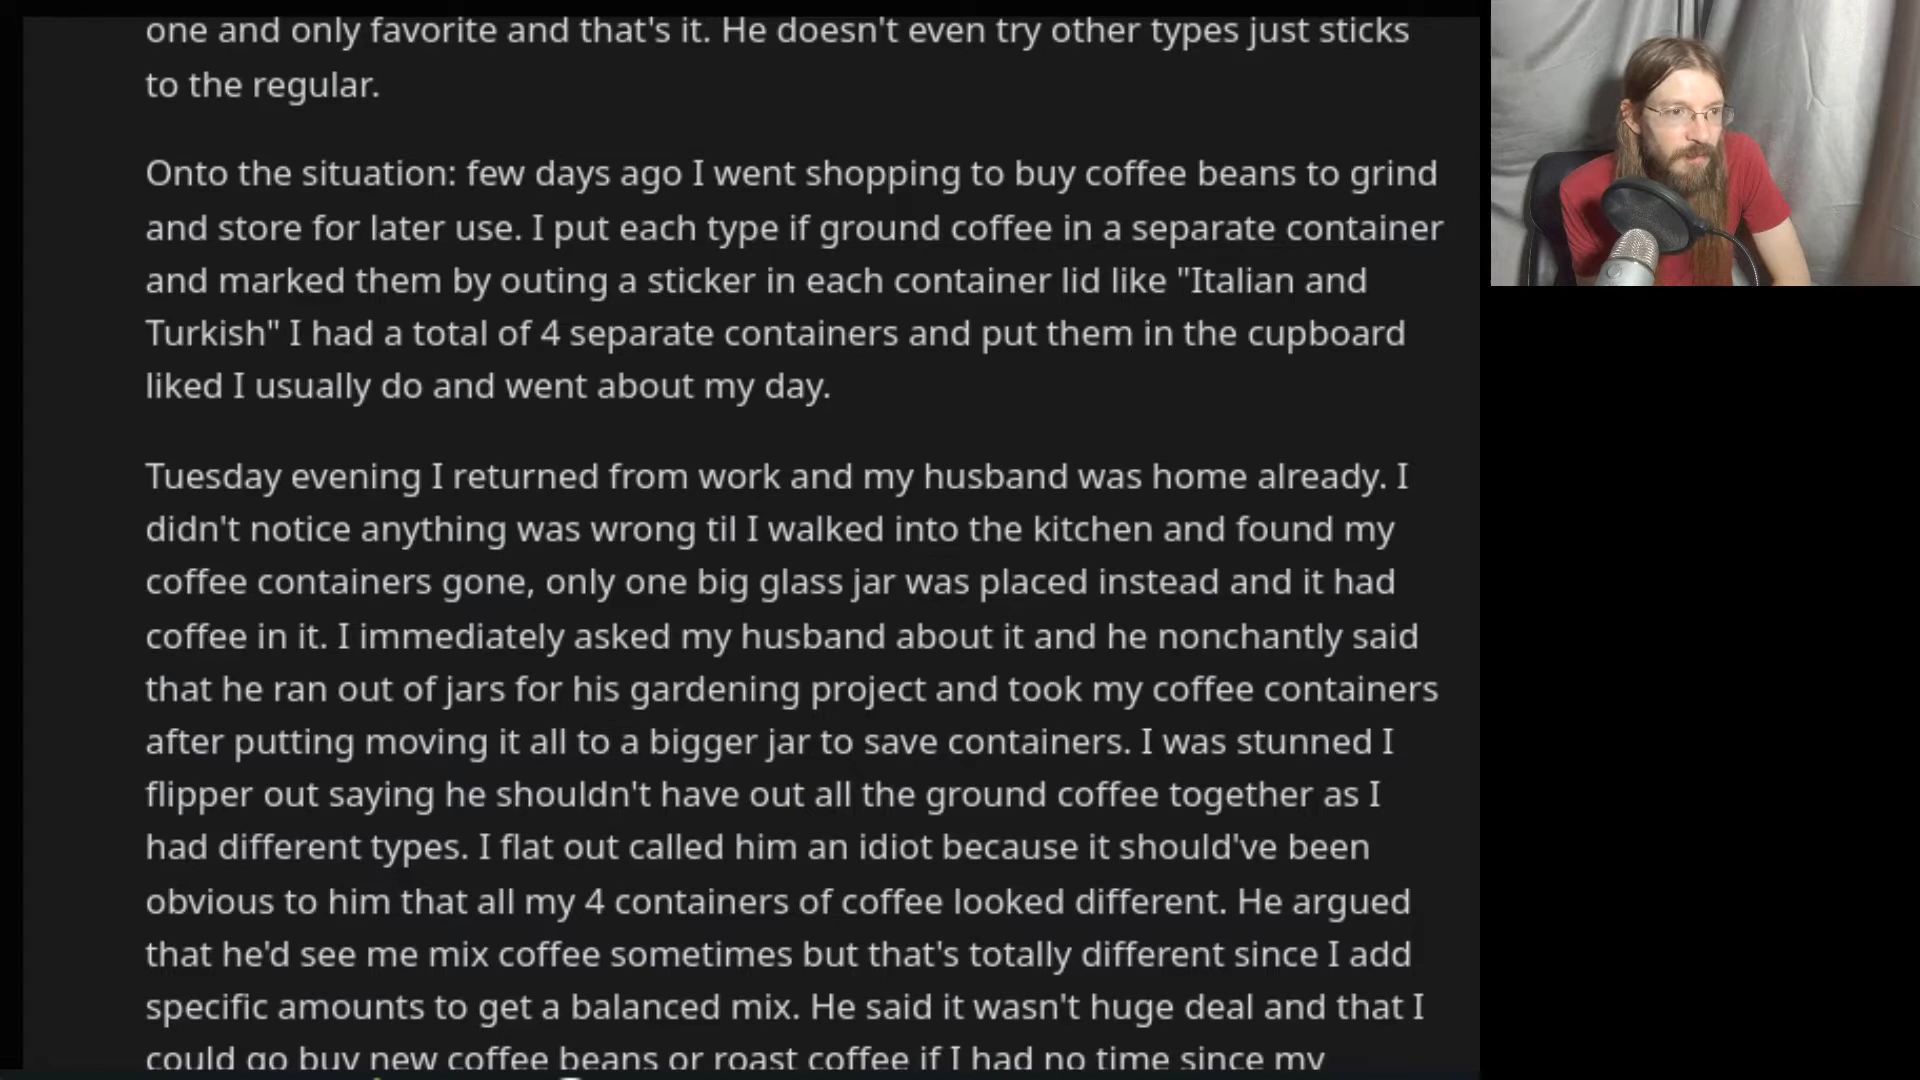 one and only favorite and that's it. He doesn't even try other types just sticks
to the regular.
Onto the situation: few days ago I went shopping to buy coffee beans to grind
and store for later use. I put each type if ground coffee in a separate container
and marked them by outing a sticker in each container lid like "Italian and
Turkish" I had a total of 4 separate containers and put them in the cupboard
liked I usually do and went about my day.
Tuesday evening I returned from work and my husband was home already. I
didn't notice anything was wrong til I walked into the kitchen and found my
coffee containers gone, only one big glass jar was placed instead and it had
coffee in it. I immediately asked my husband about it and he nonchantly said
that he ran out of jars for his gardening project and took my coffee containers
after putting moving it all to a bigger jar to save containers. I was stunned I
flipper out saying he shouldn't have out all the ground coffee together as I
had different types. I flat out called him an idiot because it should've been
obvious to him that all my 4 containers of coffee looked different. He argued
that he'd see me mix coffee sometimes but that's totally different since I add
specific amounts to get a balanced mix. He said it wasn't huge deal and that I
could go buy new coffee beans or roast coffee if I had no time since my